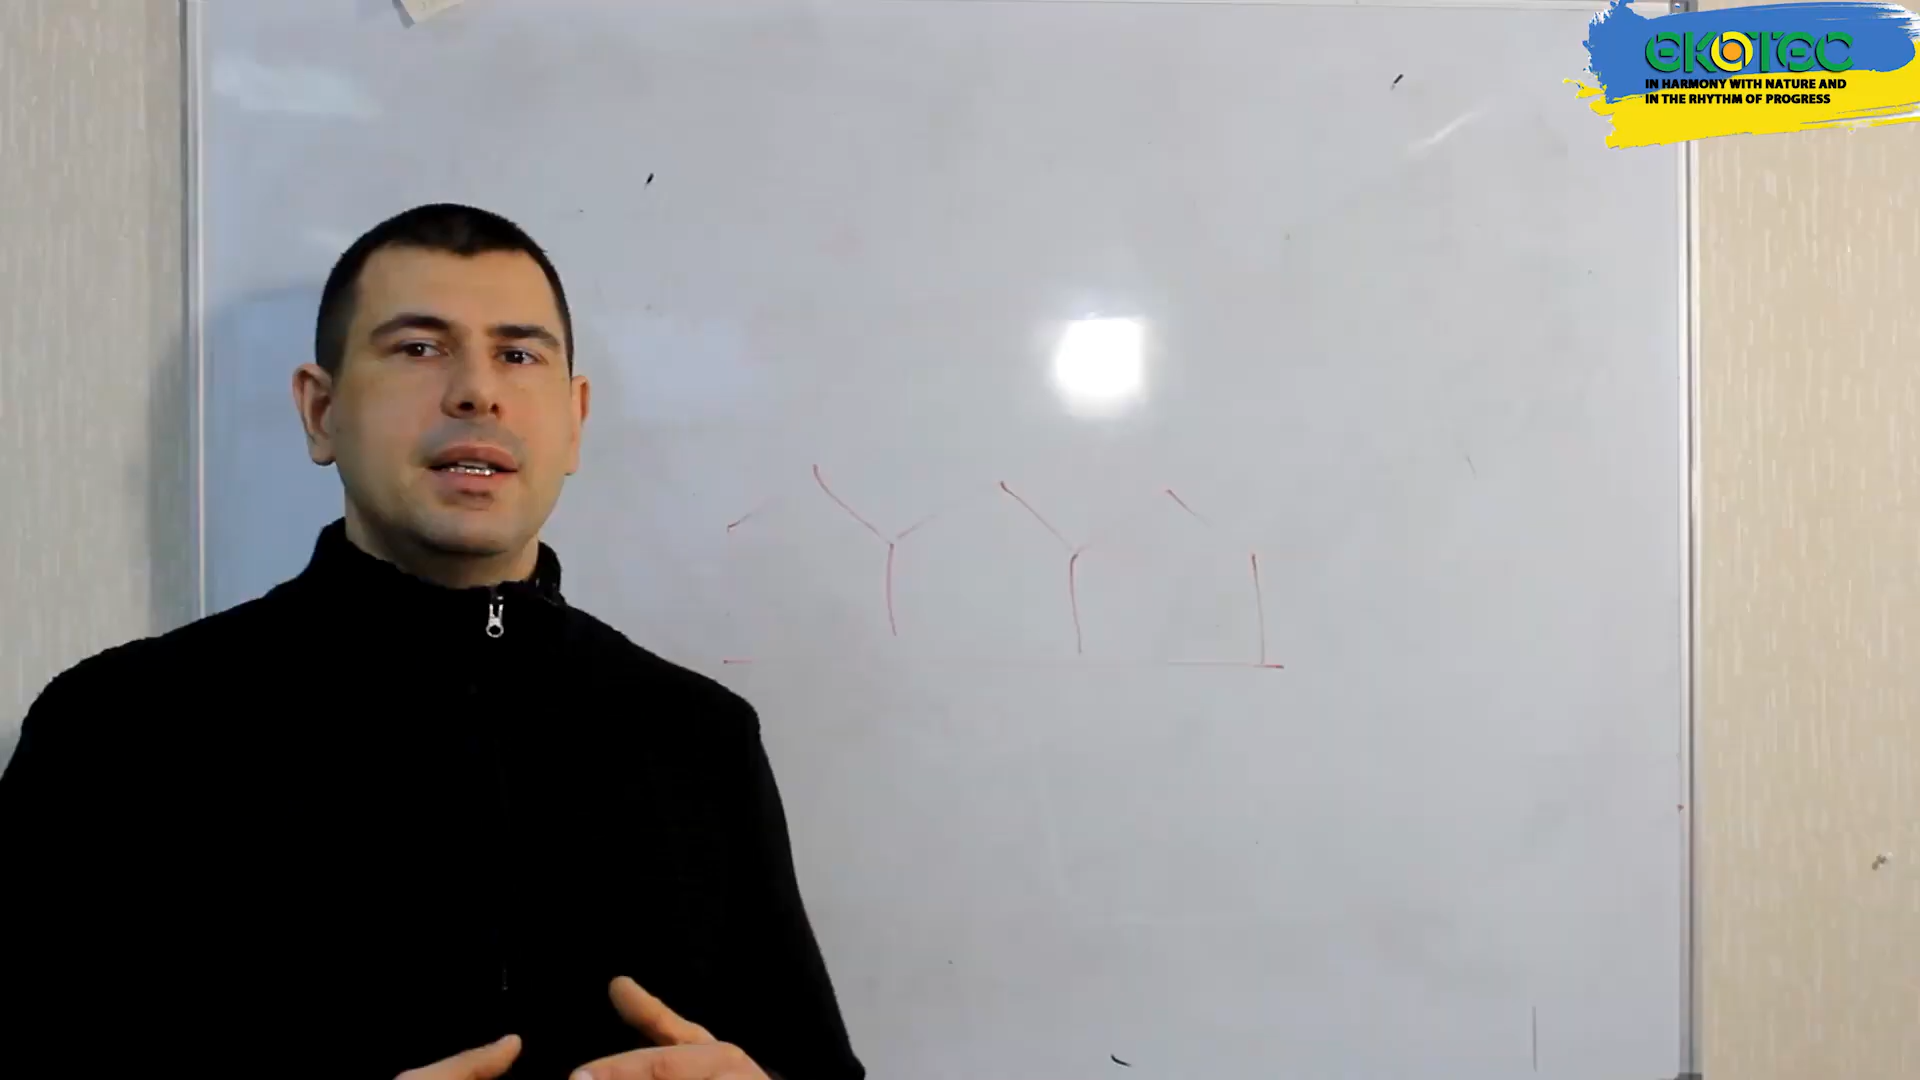 EKOTEC
IN HARMONY WITH NATURE AND
IN THE RHYTHM OF PROGRESS